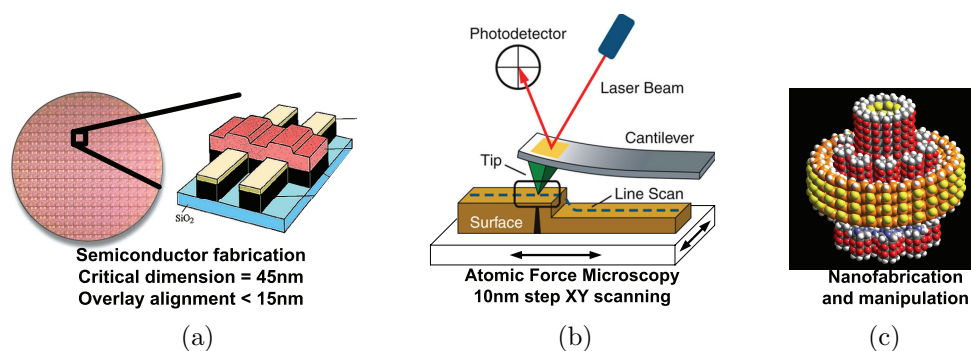 SiO2
Semiconductor fabrication
Critical dimension = 45nm
Overlay alignment < 15nm
(a)
Photodetector
Laser Beam
Cantilever
Tip
Line Scan
Surface
Atomic Force Microscopy
10nm step XY scanning
(b)
Nanofabrication
and manipulation
(c)